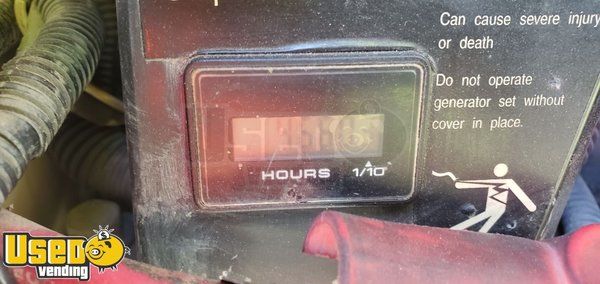 Can cause severe injury
or death
Do not operate
generator set without
cover in place.
HOURS 1/10
USED
vending